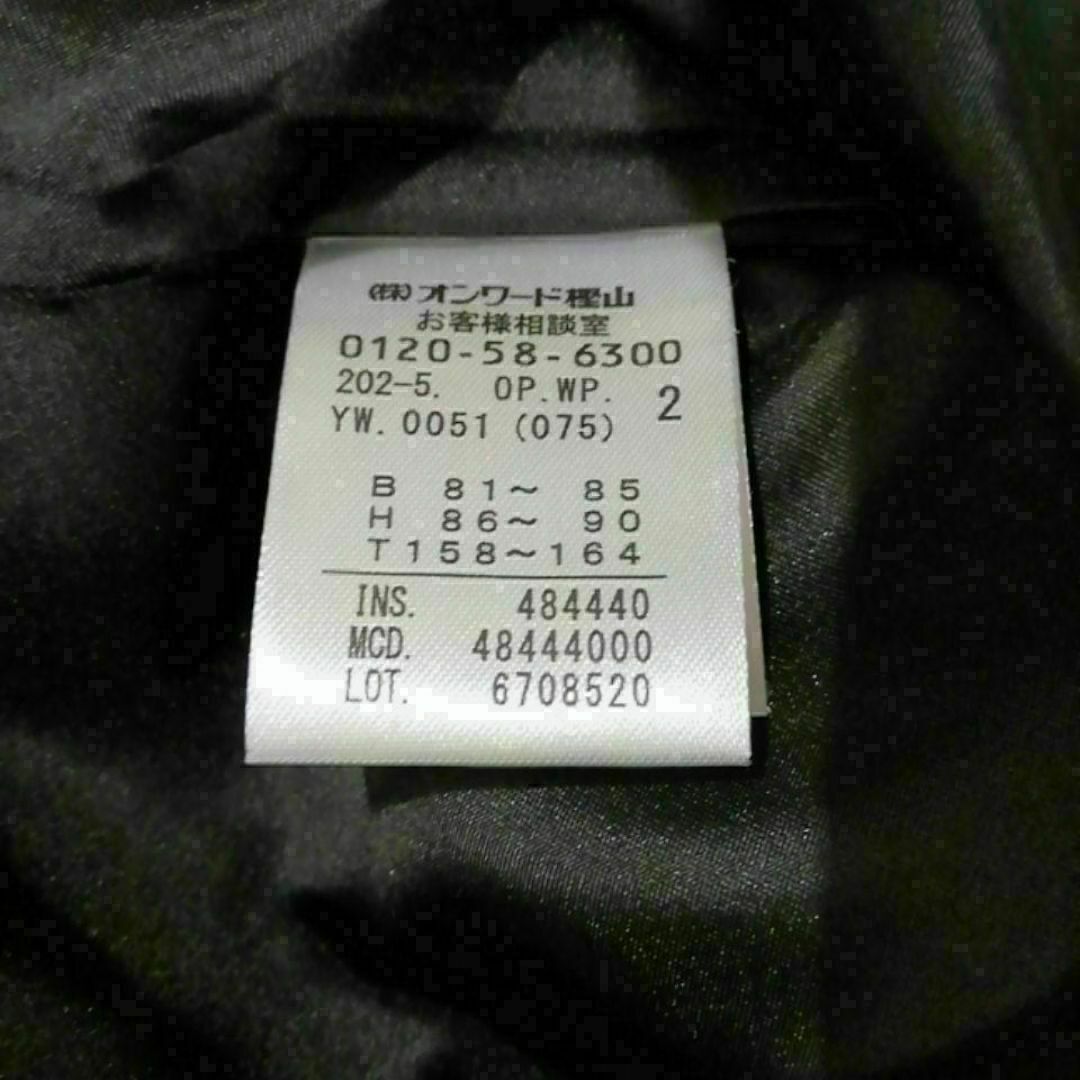 ㈱オンワード樫山
お客様相談室
0120-58-6300
202-5. OP.WP. 2
YW.0051 (075)
B 81～ 85
H 86～ 90
T158～164
INS. 484440
MCD. 48444000
LOT. 6708520